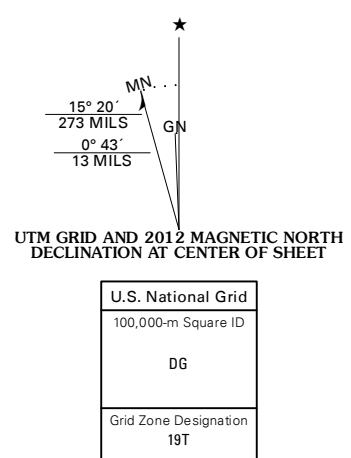 ★
MN
15° 20´
273 MILS
GN
0° 43´
13 MILS
UTM GRID AND 2012 MAGNETIC NORTH
DECLINATION AT CENTER OF SHEET
U.S. National Grid
100,000-m Square ID
DG
Grid Zone Designation
19T